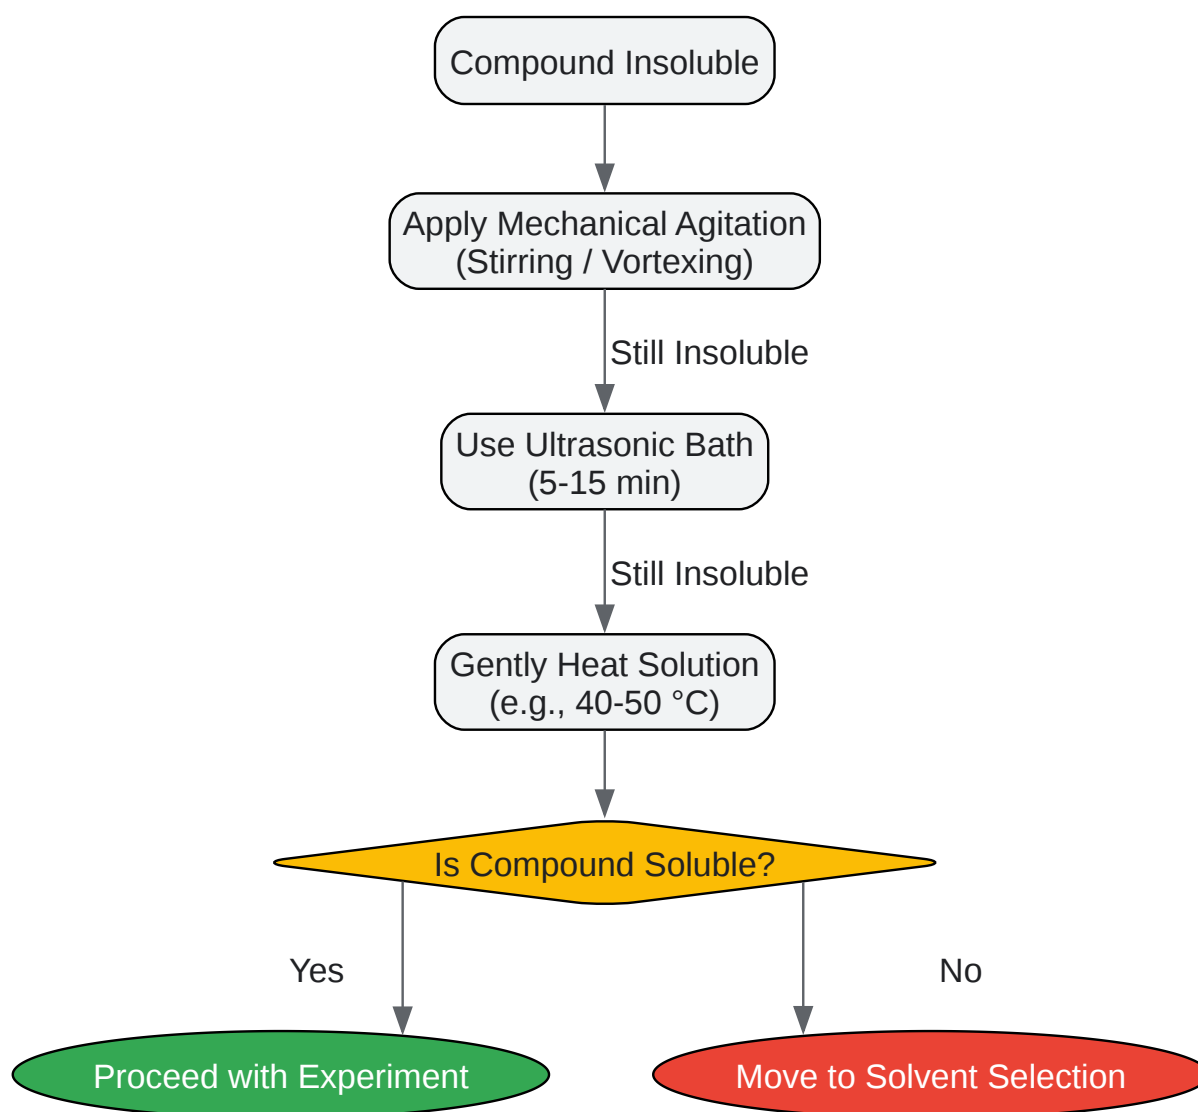 Compound Insoluble
Apply Mechanical Agitation
(Stirring / Vortexing)
Still Insoluble
Use Ultrasonic Bath
(5-15 min)
Still Insoluble
Gently Heat Solution
(e.g., 40-50 °C)
Is Compound Soluble?
Yes
No
Proceed with Experiment
Move to Solvent Selection